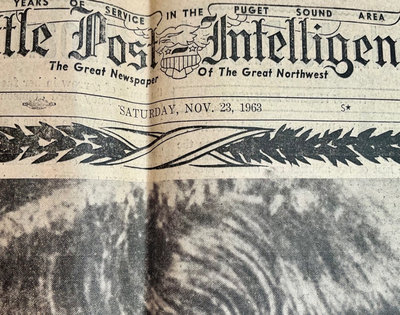 YEARS OF SERVICE IN THE PUGET SOUND AREA
ttle Post Intelligen
The Great Newspaper Of The Great Northwest
SATURDAY, NOV. 23, 1963 S★